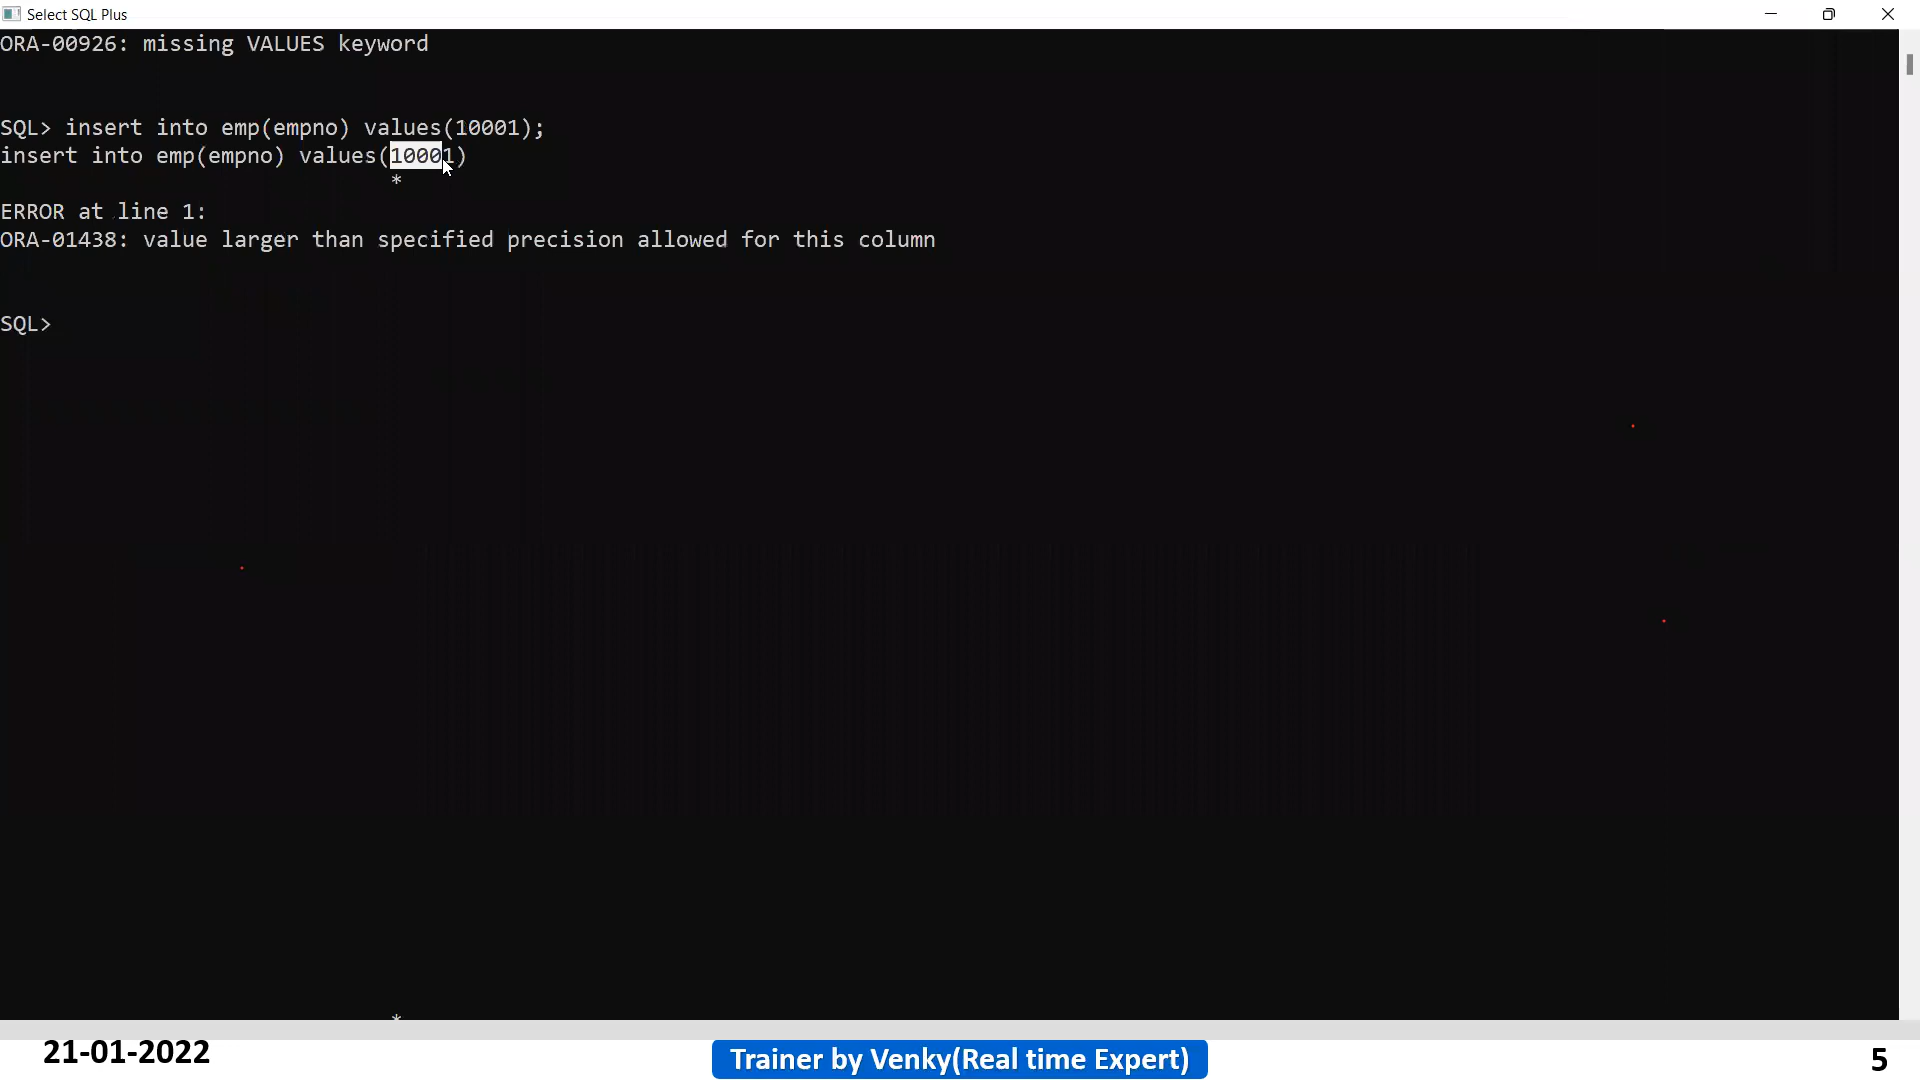 Select SQL Plus
ORA-00926: missing VALUES keyword
SQL> insert into emp(empno) values(10001);
insert into emp(empno) values(10001)
*
ERROR at line 1:
ORA-01438: value larger than specified precision allowed for this column
SQL>
*
21-01-2022
Trainer by Venky(Real time Expert)
5